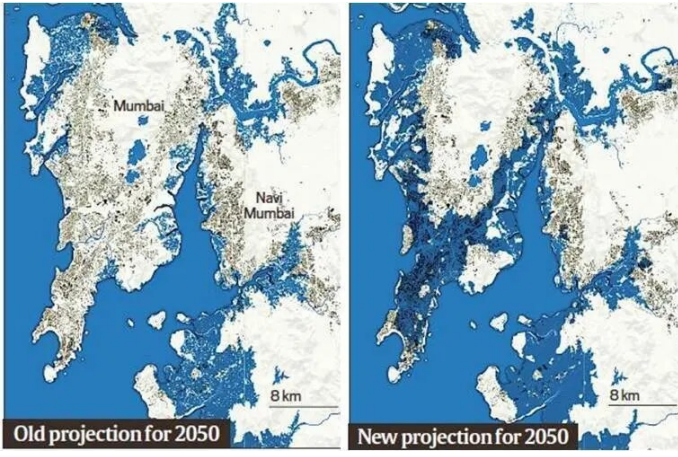 Mumbai
Navi
Mumbai
8 km
Old projection for 2050
8 km
New projection for 2050